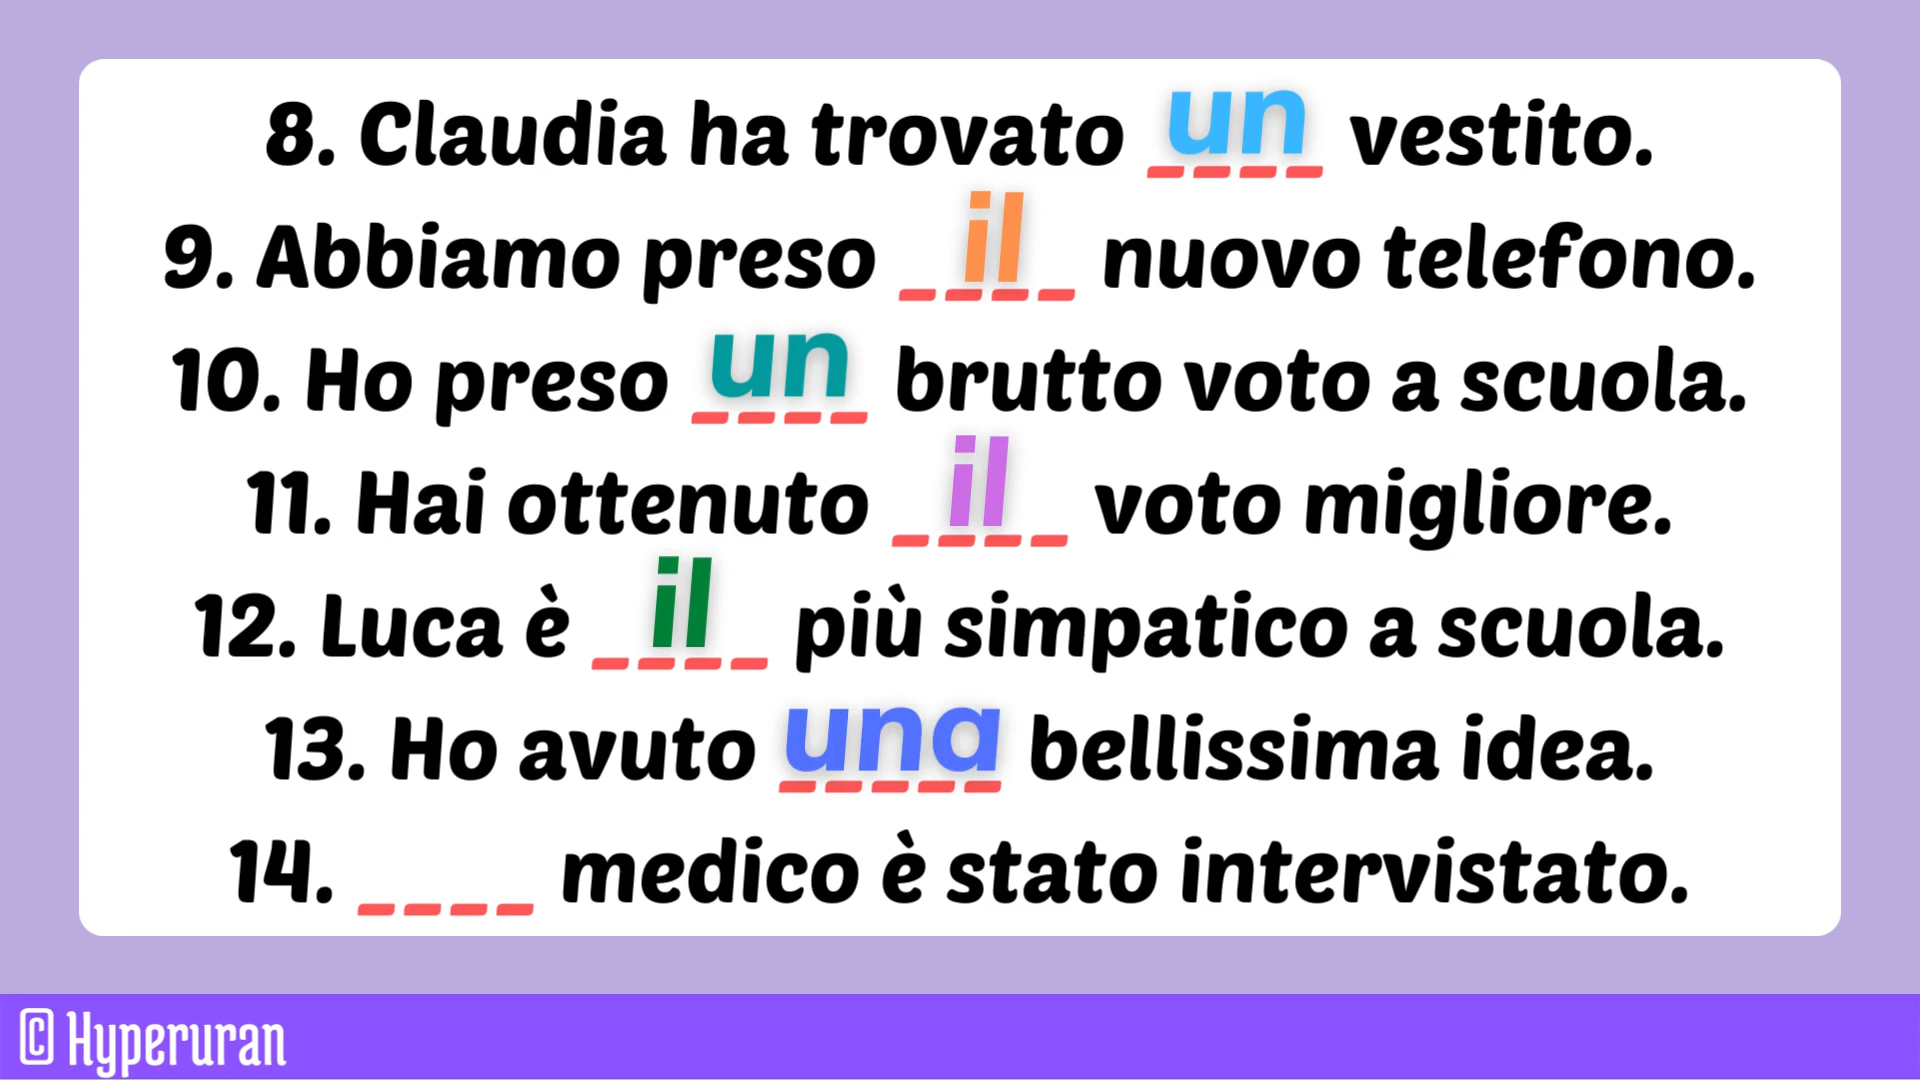 8. Claudia ha trovato un vestito.
9. Abbiamo preso il nuovo telefono.
10. Ho preso un brutto voto a scuola.
11. Hai ottenuto il voto migliore.
12. Luca è il più simpatico a scuola.
13. Ho avuto una bellissima idea.
14. ____ medico è stato intervistato.
© Hyperuran